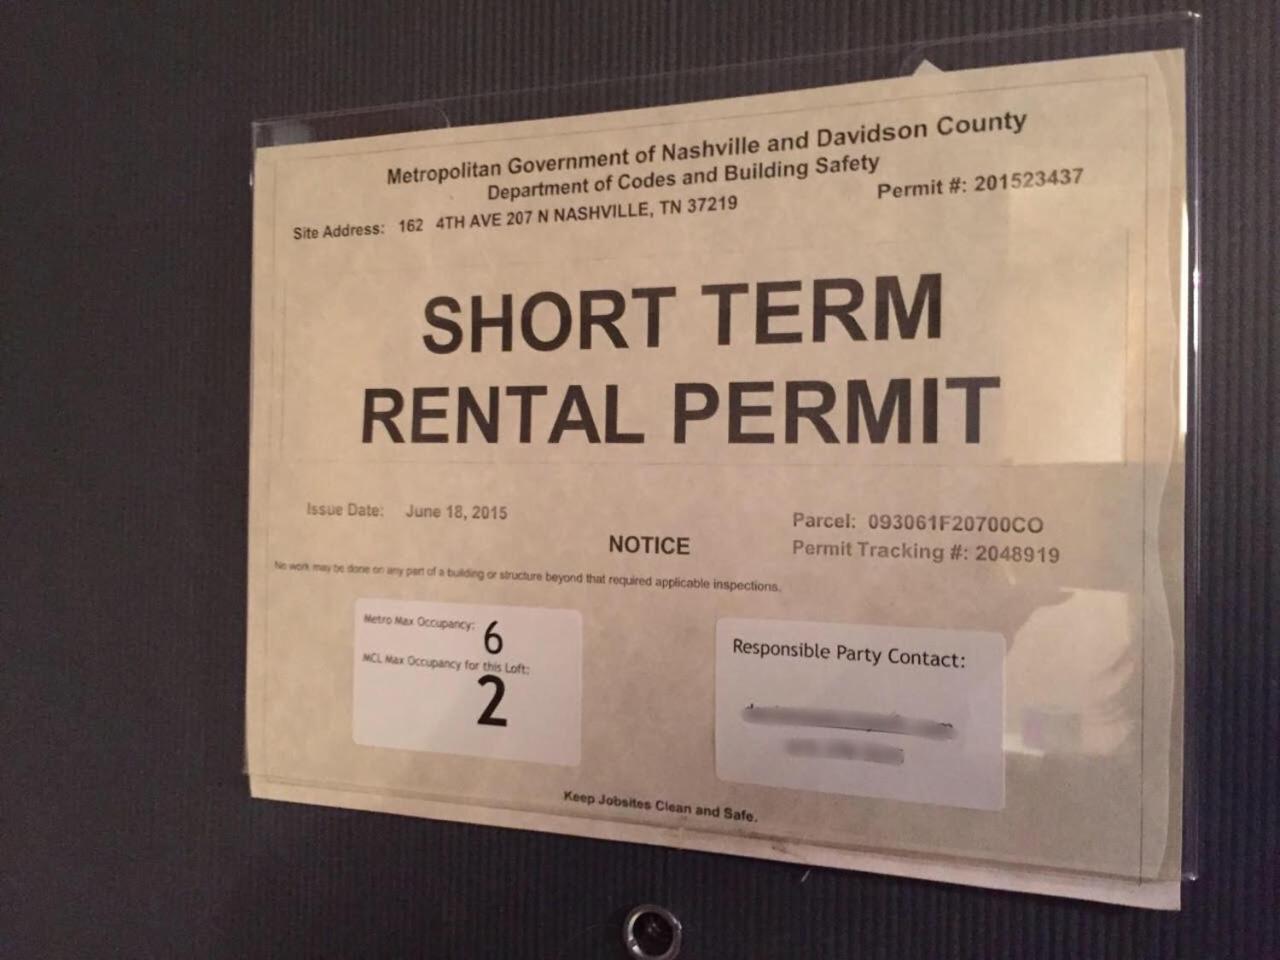 Metropolitan Government of Nashville and Davidson County
Department of Codes and Building Safety
Permit #: 201523437
Site Address: 162 4TH AVE 207 N NASHVILLE, TN 37219
SHORT TERM
RENTAL PERMIT
Issue Date: June 18, 2015
Parcel: 093061F20700CO
NOTICE
Permit Tracking #: 2048919
No work may be done on any part of a building or structure beyond that required applicable inspections.
Metro Max Occupancy: 6
MCL Max Occupancy for this Loft:
2
Responsible Party Contact:
Keep Jobsites Clean and Safe.